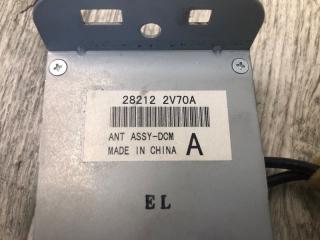 28212 2V70A
ANT ASSY-DCM
MADE IN CHINA A
EL